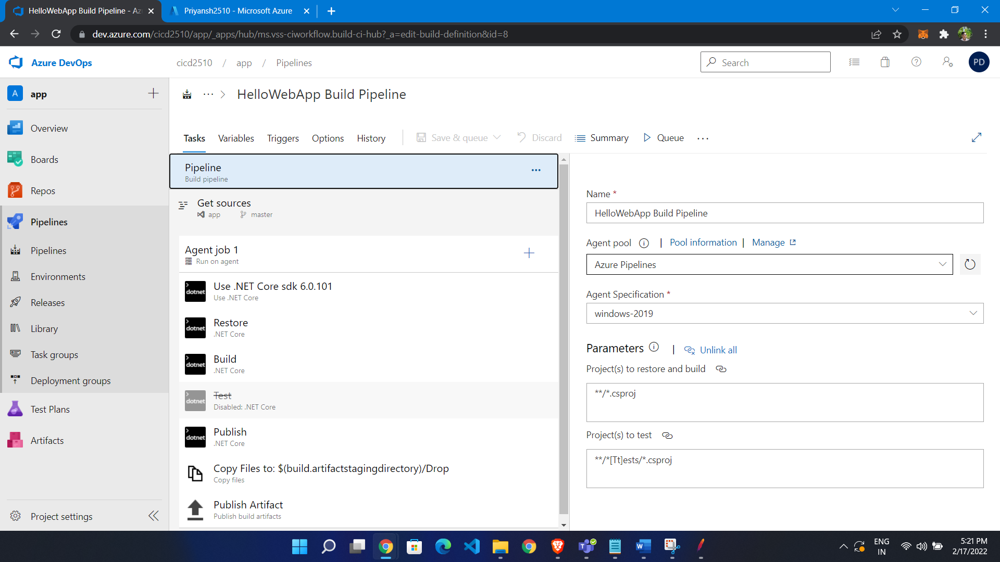 HelloWebApp Build Pipeline - Az
Priyansh2510 - Microsoft Azure
dev.azure.com/cicd2510/app/_apps/hub/ms.vss-ciworkflow.build-ci-hub?_a=edit-build-definition&id=8
Azure DevOps
cicd2510 / app / Pipelines
Search
PD
A app
HelloWebApp Build Pipeline
Overview
Boards
Repos
Pipelines
Pipelines
Environments
Releases
Library
Task groups
Deployment groups
Test Plans
Artifacts
Project settings
Tasks Variables Triggers Options History Save & queue Discard Summary Queue
Pipeline
Build pipeline
Get sources
app master
Agent job 1
Run on agent
dotnet Use .NET Core sdk 6.0.101
Use .NET Core
dotnet Restore
.NET Core
dotnet Build
.NET Core
dotnet Test
Disabled: .NET Core
dotnet Publish
.NET Core
Copy Files to: $(build.artifactstagingdirectory)/Drop
Copy files
Publish Artifact
Publish build artifacts
Name *
HelloWebApp Build Pipeline
Agent pool | Pool information | Manage
Azure Pipelines
Agent Specification *
windows-2019
Parameters | Unlink all
Project(s) to restore and build
**/*.csproj
Project(s) to test
**/*[Tt]ests/*.csproj
ENG
IN
5:21 PM
2/17/2022